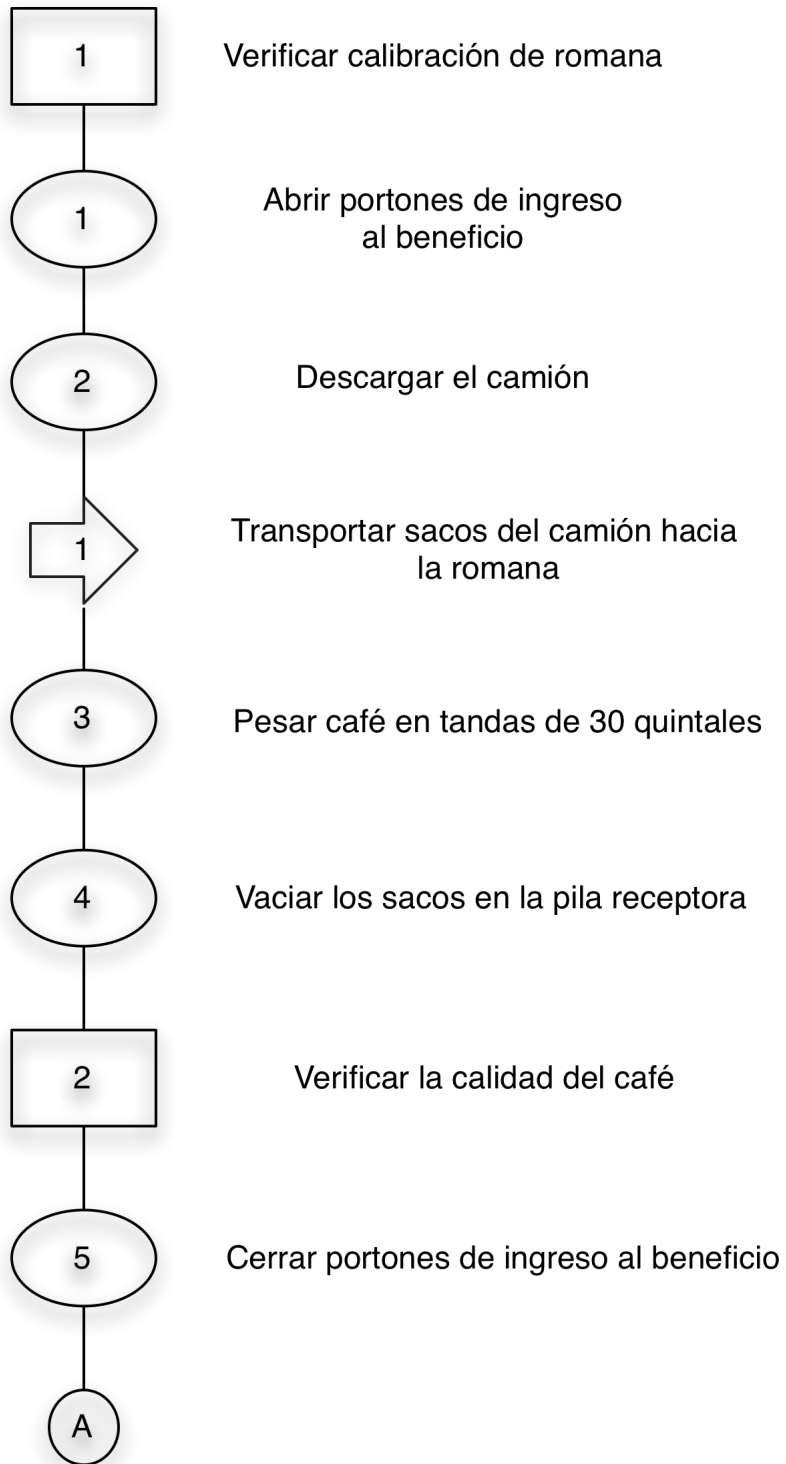 1
Verificar calibración de romana
1
Abrir portones de ingreso
al beneficio
2
Descargar el camión
1
Transportar sacos del camión hacia
la romana
3
Pesar café en tandas de 30 quintales
4
Vaciar los sacos en la pila receptora
2
Verificar la calidad del café
5
Cerrar portones de ingreso al beneficio
A